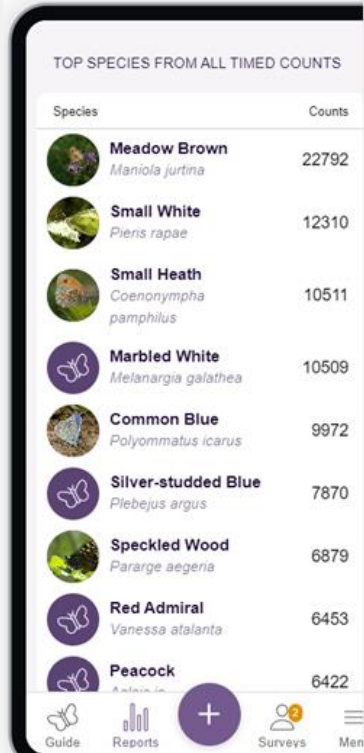 TOP SPECIES FROM ALL TIMED COUNTS
Species Counts
Meadow Brown
Maniola jurtina
22792
Small White
Pieris rapae
12310
Small Heath
Coenonympha
pamphilus
10511
Marbled White
Melanargia galathea
10509
Common Blue
Polyommatus icarus
9972
Silver-studded Blue
Plebejus argus
7870
Speckled Wood
Pararge aegeria
6879
Red Admiral
Vanessa atalanta
6453
Peacock
6422
+
2
Guide Reports Surveys Men